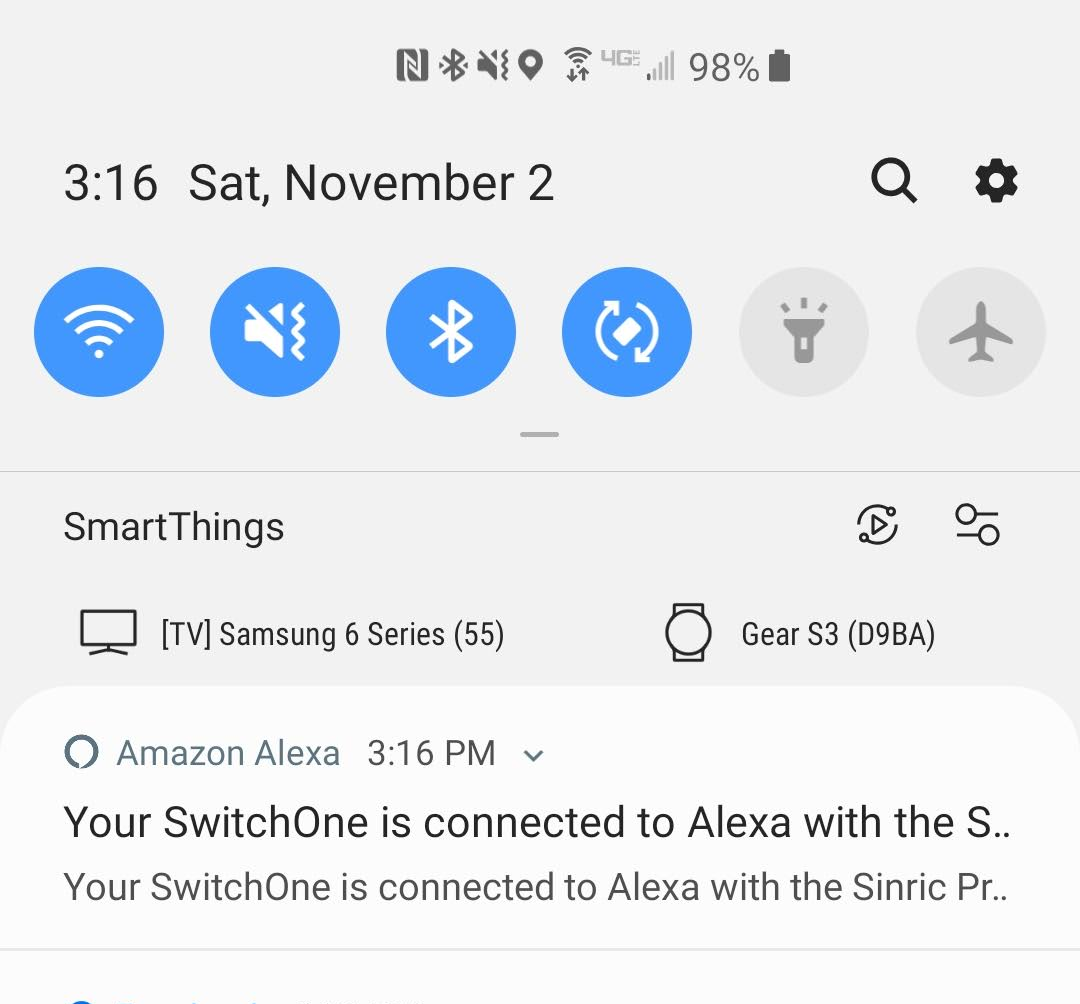 4G 98%
3:16 Sat, November 2
SmartThings
[TV] Samsung 6 Series (55) Gear S3 (D9BA)
Amazon Alexa 3:16 PM
Your SwitchOne is connected to Alexa with the S..
Your SwitchOne is connected to Alexa with the Sinric Pr..